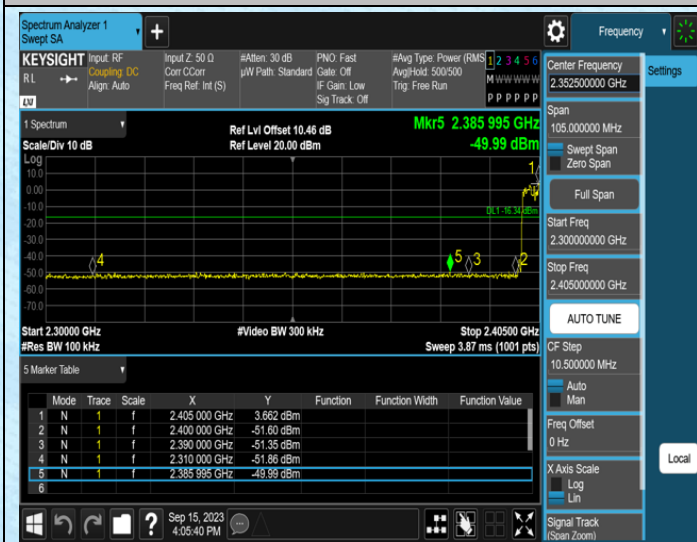 Spectrum Analyzer 1
Swept SA
+
Frequency
KEYSIGHT
RL
LXI
Input: RF
Coupling: DC
Align: Auto
Input Z: 50 Ω
Corr CCorr
Freq Ref: Int (S)
#Atten: 30 dB
µW Path: Standard
PNO: Fast
Gate: Off
IF Gain: Low
Sig Track: Off
#Avg Type: Power (RMS
Avg|Hold: 500/500
Trig: Free Run
1 2 3 4 5 6
M W W W W W
P P P P P P
1 Spectrum
Scale/Div 10 dB
Ref Lvl Offset 10.46 dB
Ref Level 20.00 dBm
Mkr5 2.385 995 GHz
-49.99 dBm
Log
10.0
0.00
-10.0
-20.0
-30.0
-40.0
-50.0
-60.0
-70.0
1
DL1 -16.34 dBm
4
5
3
2
Start 2.30000 GHz
#Video BW 300 kHz
Stop 2.40500 GHz
#Res BW 100 kHz
Sweep 3.87 ms (1001 pts)
5 Marker Table
Mode Trace Scale X Y Function Function Width Function Value
1 N 1 f 2.405 000 GHz 3.662 dBm
2 N 1 f 2.400 000 GHz -51.60 dBm
3 N 1 f 2.390 000 GHz -51.35 dBm
4 N 1 f 2.310 000 GHz -51.86 dBm
5 N 1 f 2.385 995 GHz -49.99 dBm
6
?
Sep 15, 2023
4:05:40 PM
Center Frequency
2.352500000 GHz
Span
105.000000 MHz
Swept Span
Zero Span
Full Span
Start Freq
2.300000000 GHz
Stop Freq
2.405000000 GHz
AUTO TUNE
CF Step
10.500000 MHz
Auto
Man
Freq Offset
0 Hz
X Axis Scale
Log
Lin
Signal Track
(Span Zoom)
Settings
Local